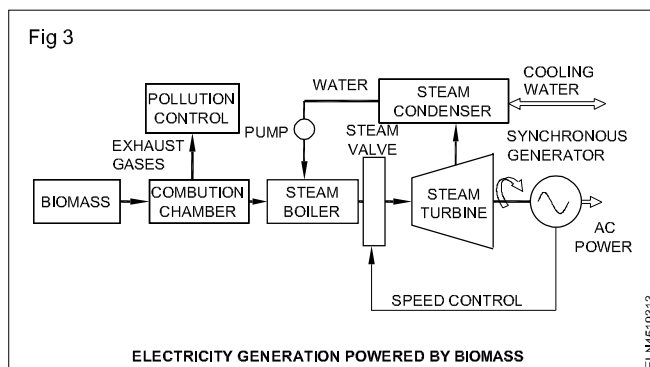 Fig 3
POLLUTION
CONTROL
EXHAUST
GASES
BIOMASS
COMBUTION
CHAMBER
WATER
PUMP
STEAM
BOILER
STEAM
VALVE
STEAM
CONDENSER
COOLING
WATER
STEAM
TURBINE
SYNCHRONOUS
GENERATOR
AC
POWER
SPEED CONTROL
ELECTRICITY GENERATION POWERED BY BIOMASS